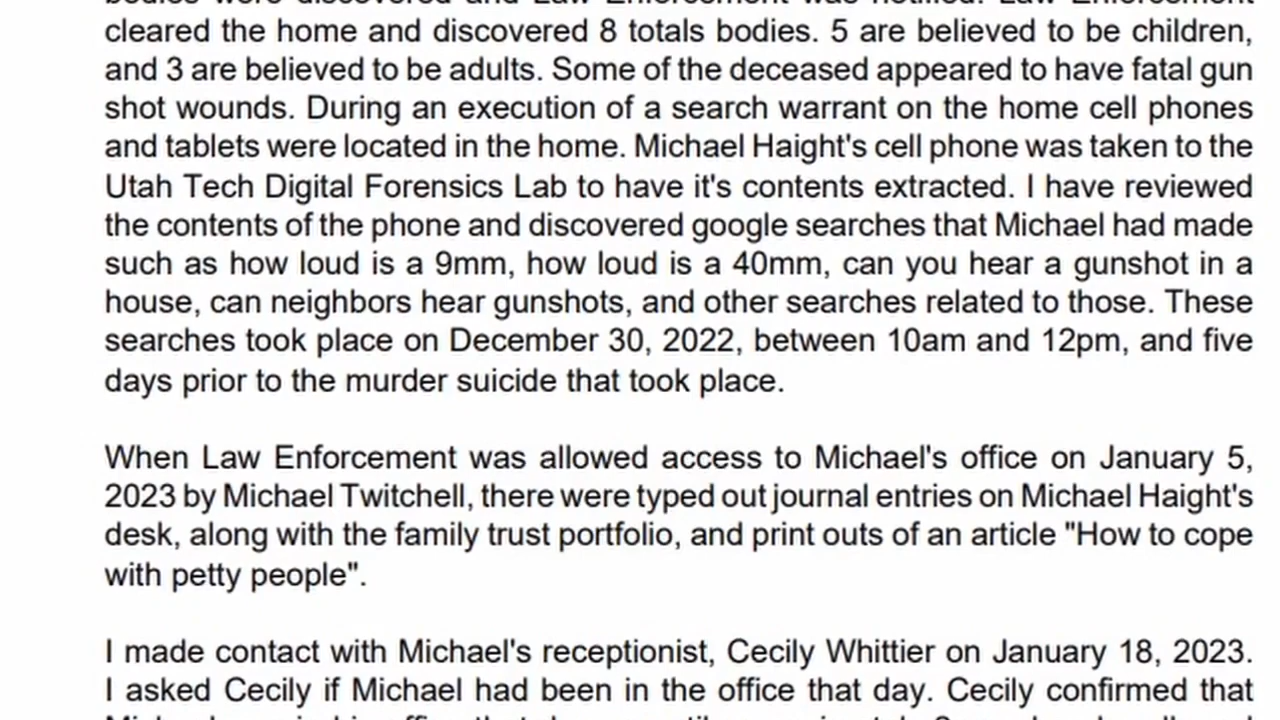 bodies were discovered and Law Enforcement was notified. Law Enforcement
cleared the home and discovered 8 totals bodies. 5 are believed to be children,
and 3 are believed to be adults. Some of the deceased appeared to have fatal gun
shot wounds. During an execution of a search warrant on the home cell phones
and tablets were located in the home. Michael Haight's cell phone was taken to the
Utah Tech Digital Forensics Lab to have it's contents extracted. I have reviewed
the contents of the phone and discovered google searches that Michael had made
such as how loud is a 9mm, how loud is a 40mm, can you hear a gunshot in a
house, can neighbors hear gunshots, and other searches related to those. These
searches took place on December 30, 2022, between 10am and 12pm, and five
days prior to the murder suicide that took place.
When Law Enforcement was allowed access to Michael's office on January 5,
2023 by Michael Twitchell, there were typed out journal entries on Michael Haight's
desk, along with the family trust portfolio, and print outs of an article "How to cope
with petty people".
I made contact with Michael's receptionist, Cecily Whittier on January 18, 2023.
I asked Cecily if Michael had been in the office that day. Cecily confirmed that